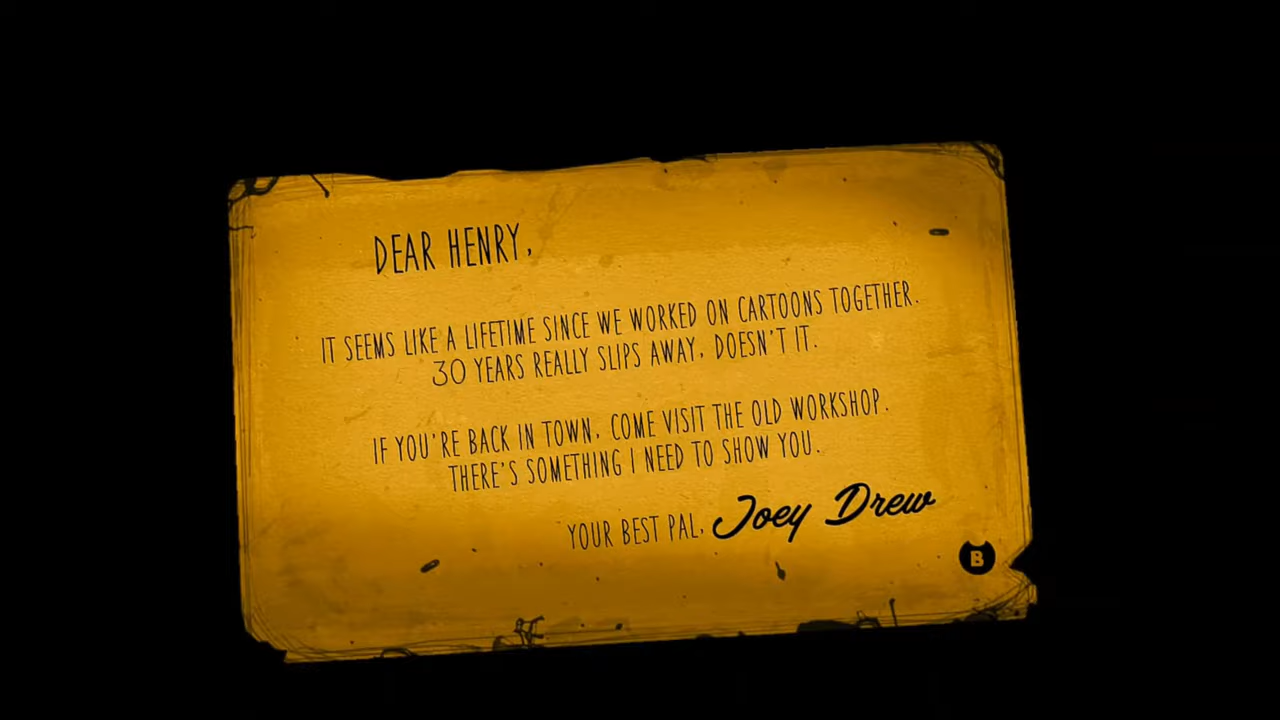 DEAR HENRY,
IT SEEMS LIKE A LIFETIME SINCE WE WORKED ON CARTOONS TOGETHER.
30 YEARS REALLY SLIPS AWAY, DOESN'T IT.
IF YOU'RE BACK IN TOWN, COME VISIT THE OLD WORKSHOP.
THERE'S SOMETHING I NEED TO SHOW YOU.
YOUR BEST PAL, Joey Drew
B